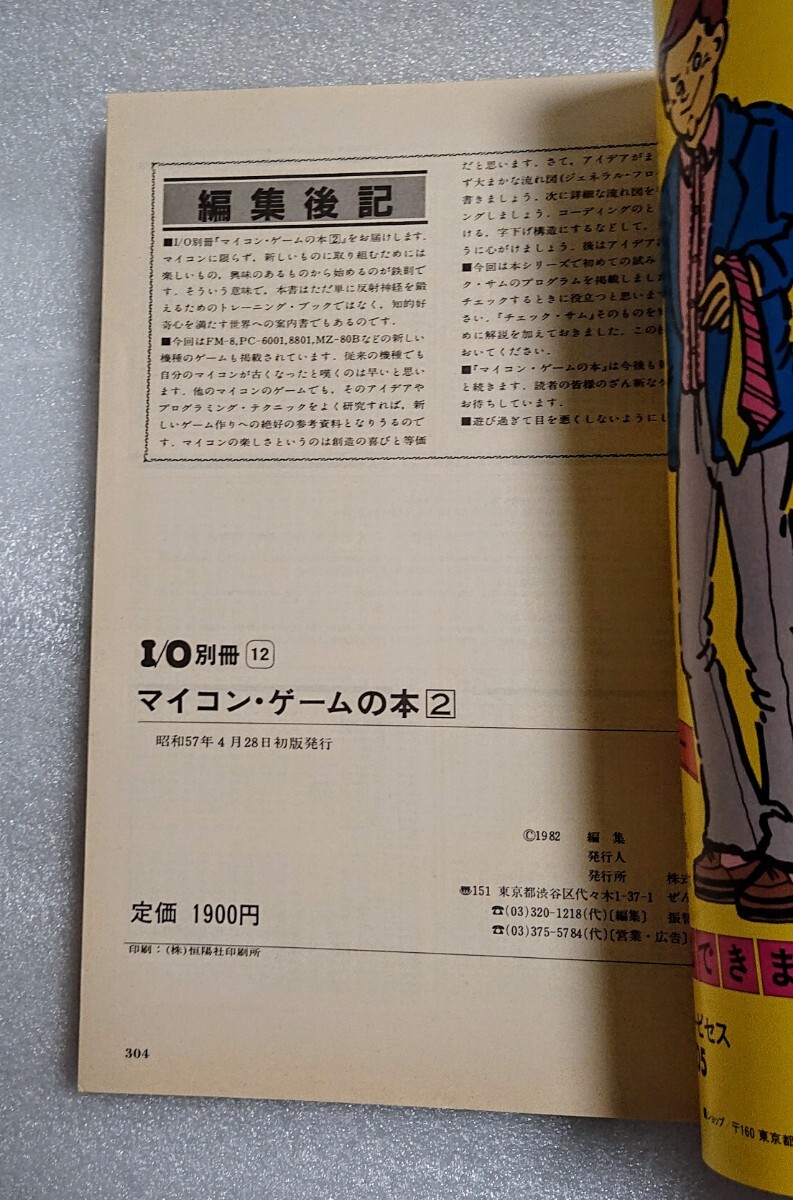 編集後記
■I/O別冊『マイコン・ゲームの本2』をお届けします.
マイコンに限らず,新しいものに取り組むためには
楽しいもの,興味のあるものから始めるのが鉄則で
す.そういう意味で,本書はただ単に反射神経を鍛
えるためのトレーニング・ブックではなく,知的好
奇心を満たす世界への案内書でもあるのです.
■今回はFM-8,PC-6001,8801,MZ-80Bなどの新しい
機種のゲームも掲載されています.従来の機種でも
自分のマイコンが古くなったと嘆くのは早いと思い
ます.他のマイコンのゲームでも,そのアイデアや
プログラミング・テクニックをよく研究すれば,新
しいゲーム作りへの絶好の参考資料となりうるので
す.マイコンの楽しさというのは創造の喜びと等価
だと思います.さて,アイデアがま
ず大まかな流れ図(ジェネラル・フロ
書きましょう.次に詳細な流れ図を
ングしましょう.コーディングのと
ける,字下げ構造にするなどして,
うに心がけましょう.後はアイデア
■今回は本シリーズで初めての試み
ク・サムのプログラムを掲載しまし
チェックするときに役立つと思いま
さい.『チェック・サム』そのものを
めに解説を加えておきました.この
おいてください.
■『マイコン・ゲームの本』は今後も
と続きます.読者の皆様のざん新な
お待ちしています.
■遊び過ぎて目を悪くしないように
I/O別冊 12
マイコン・ゲームの本 2
昭和57年4月28日初版発行
©1982 編集
発行人
発行所 株式
〒151 東京都渋谷区代々木1-37-1 ぜん
☎(03)320-1218(代)[編集] 振替
☎(03)375-5784(代)[営業・広告]
定価 1900円
印刷:(株)恒陽社印刷所
304
できま
ービセス
05
ショップ/〒160 東京都